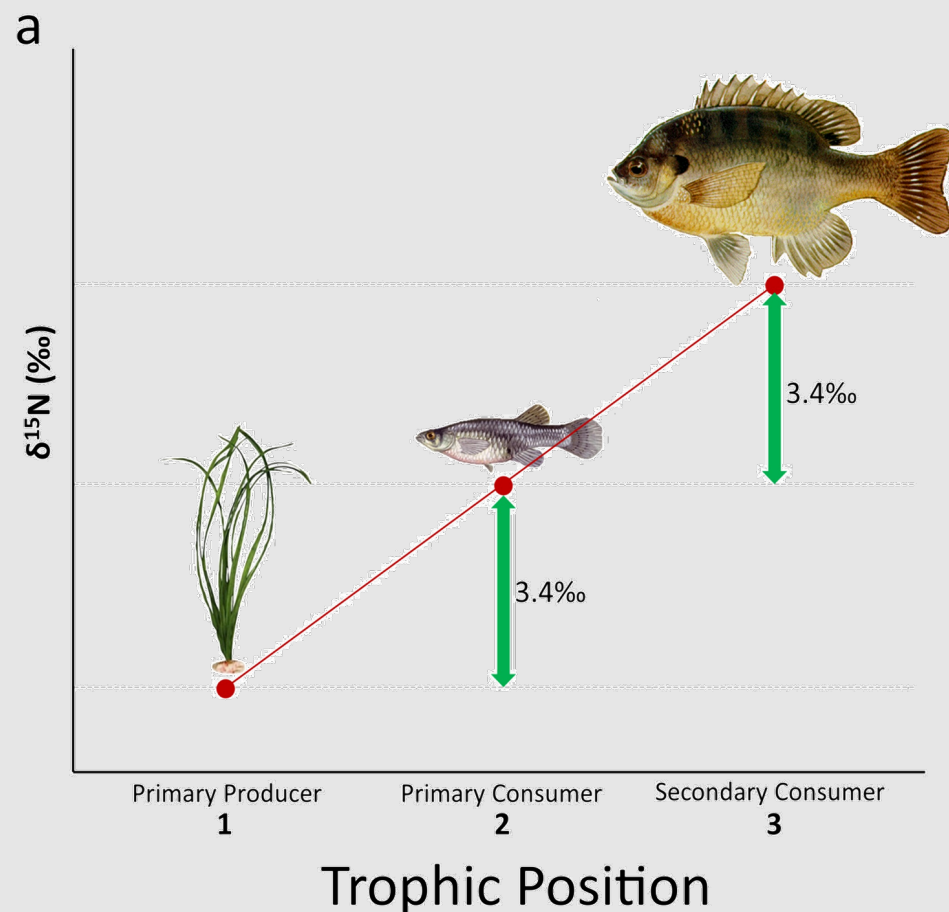 a
δ¹⁵N (‰)
3.4‰
3.4‰
Primary Producer
1
Primary Consumer
2
Secondary Consumer
3
Trophic Position